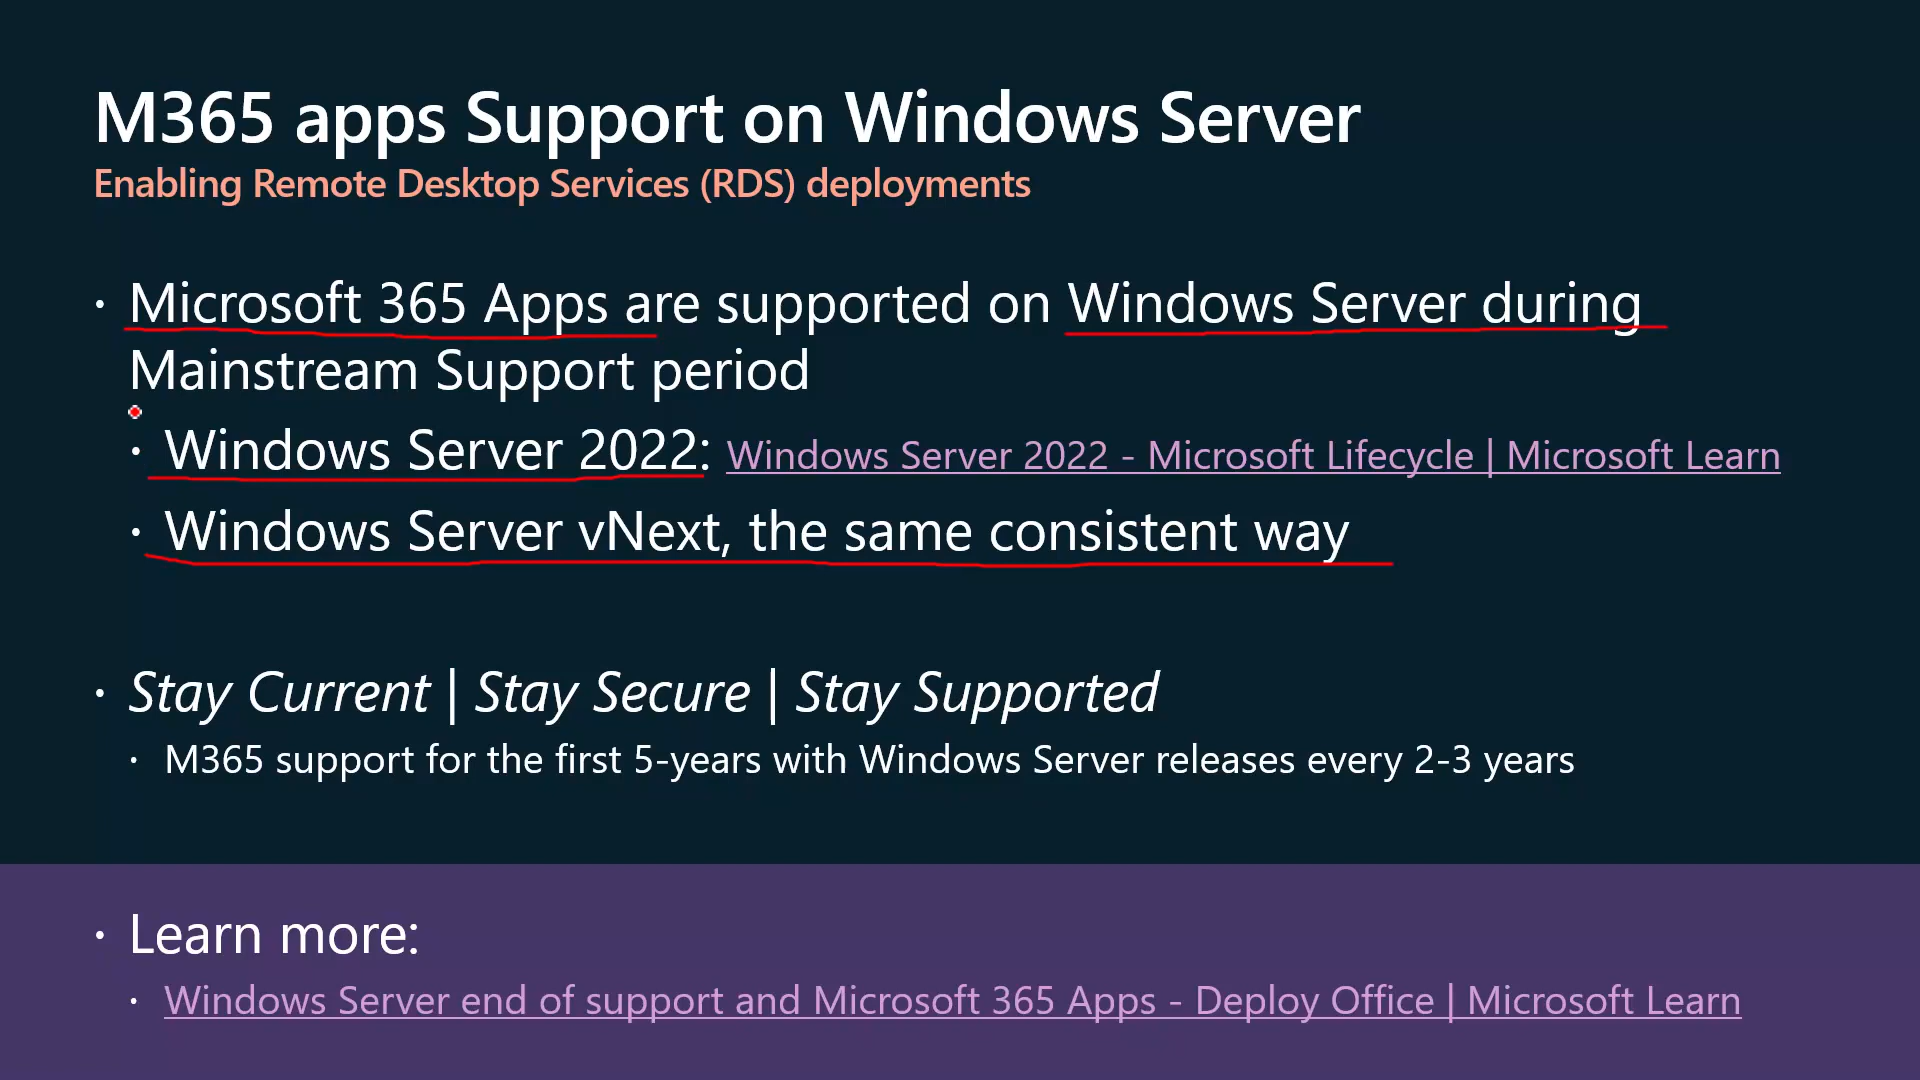 M365 apps Support on Windows Server
Enabling Remote Desktop Services (RDS) deployments
• Microsoft 365 Apps are supported on Windows Server during
Mainstream Support period
• Windows Server 2022: Windows Server 2022 - Microsoft Lifecycle | Microsoft Learn
• Windows Server vNext, the same consistent way
• Stay Current | Stay Secure | Stay Supported
• M365 support for the first 5-years with Windows Server releases every 2-3 years
• Learn more:
• Windows Server end of support and Microsoft 365 Apps - Deploy Office | Microsoft Learn